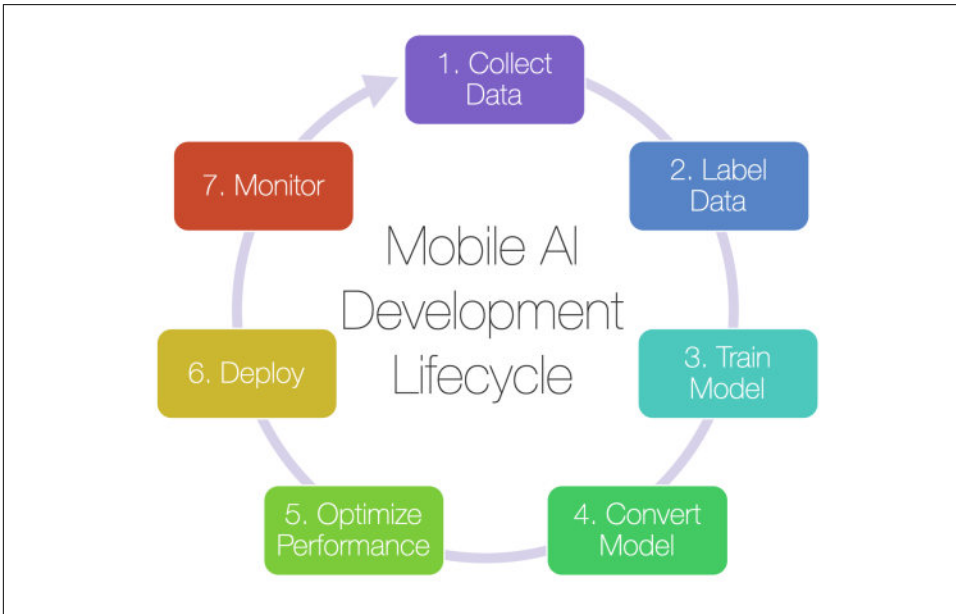 1. Collect
Data
2. Label
Data
3. Train
Model
4. Convert
Model
5. Optimize
Performance
6. Deploy
7. Monitor
Mobile AI
Development
Lifecycle